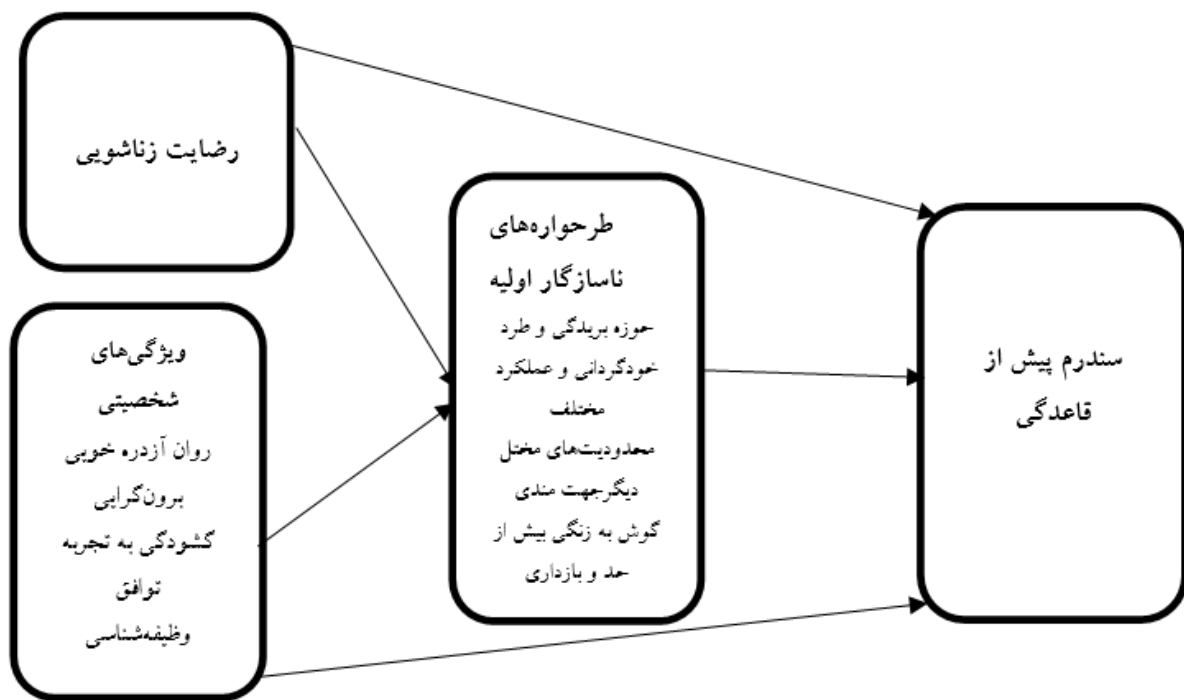 رضایت زناشویی
ویژگی‌های
شخصیتی
روان آزدره خویی
برون‌گرایی
گشودگی به تجربه
توافق
وظیفه‌شناسی
طرحواره‌های
ناسازگار اولیه
حوزه بریدگی و طرد
خودگردانی و عملکرد
مختلف
محدودیت‌های مختل
دیگرجهت مندی
گوش به زنگی بیش از
حد و بازداری
سندرم پیش از
قاعدگی